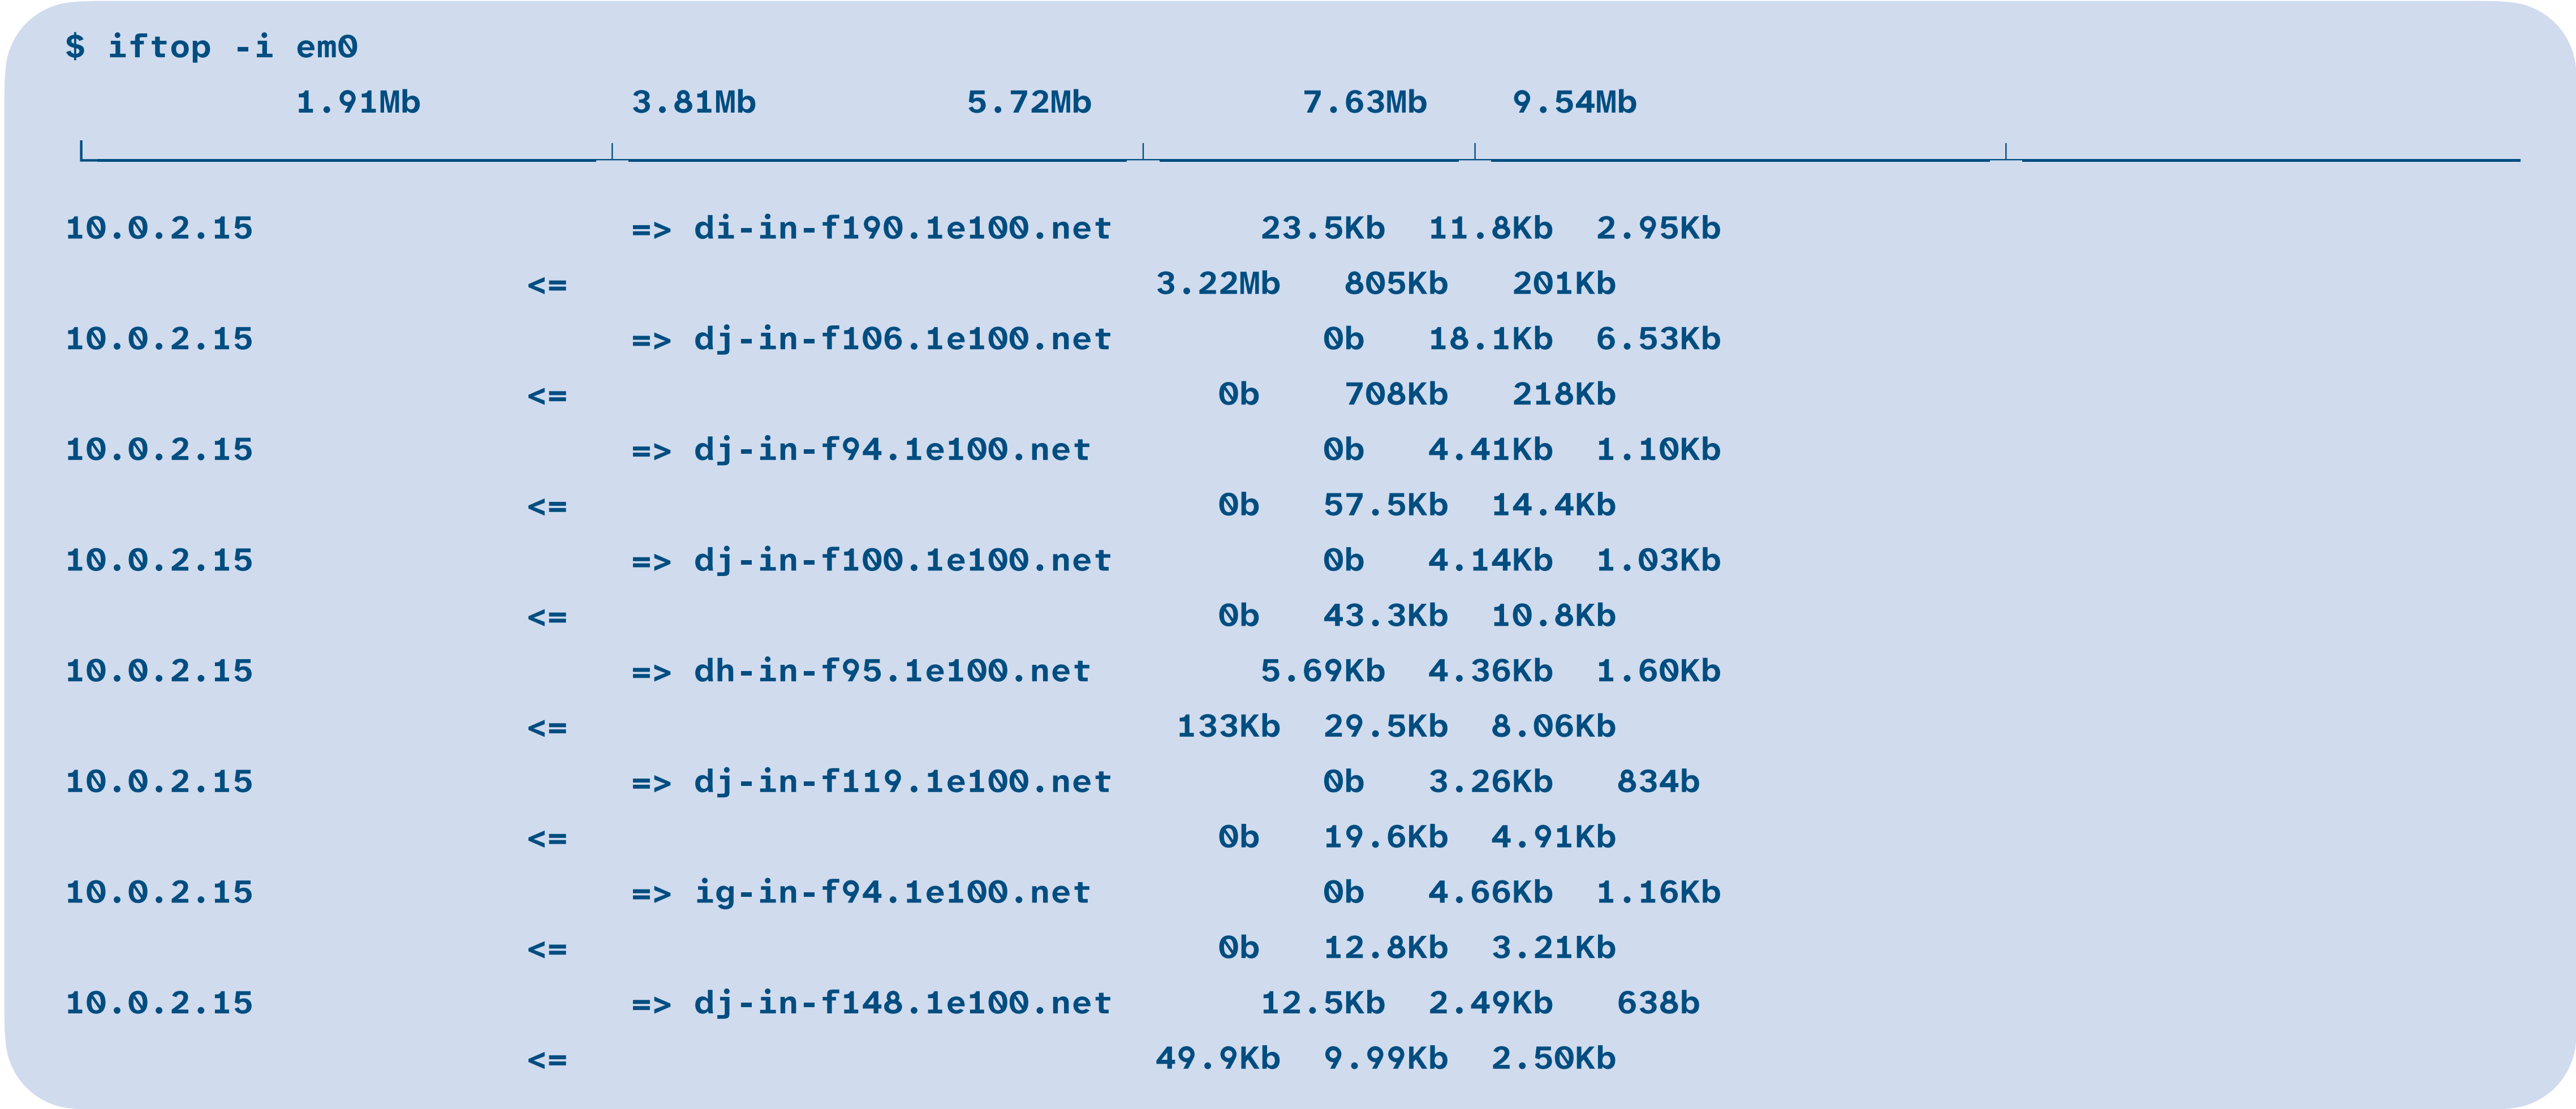 $ iftop -i em0
1.91Mb 3.81Mb 5.72Mb 7.63Mb 9.54Mb
10.0.2.15 => di-in-f190.1e100.net 23.5Kb 11.8Kb 2.95Kb
<= 3.22Mb 805Kb 201Kb
10.0.2.15 => dj-in-f106.1e100.net 0b 18.1Kb 6.53Kb
<= 0b 708Kb 218Kb
10.0.2.15 => dj-in-f94.1e100.net 0b 4.41Kb 1.10Kb
<= 0b 57.5Kb 14.4Kb
10.0.2.15 => dj-in-f100.1e100.net 0b 4.14Kb 1.03Kb
<= 0b 43.3Kb 10.8Kb
10.0.2.15 => dh-in-f95.1e100.net 5.69Kb 4.36Kb 1.60Kb
<= 133Kb 29.5Kb 8.06Kb
10.0.2.15 => dj-in-f119.1e100.net 0b 3.26Kb 834b
<= 0b 19.6Kb 4.91Kb
10.0.2.15 => ig-in-f94.1e100.net 0b 4.66Kb 1.16Kb
<= 0b 12.8Kb 3.21Kb
10.0.2.15 => dj-in-f148.1e100.net 12.5Kb 2.49Kb 638b
<= 49.9Kb 9.99Kb 2.50Kb